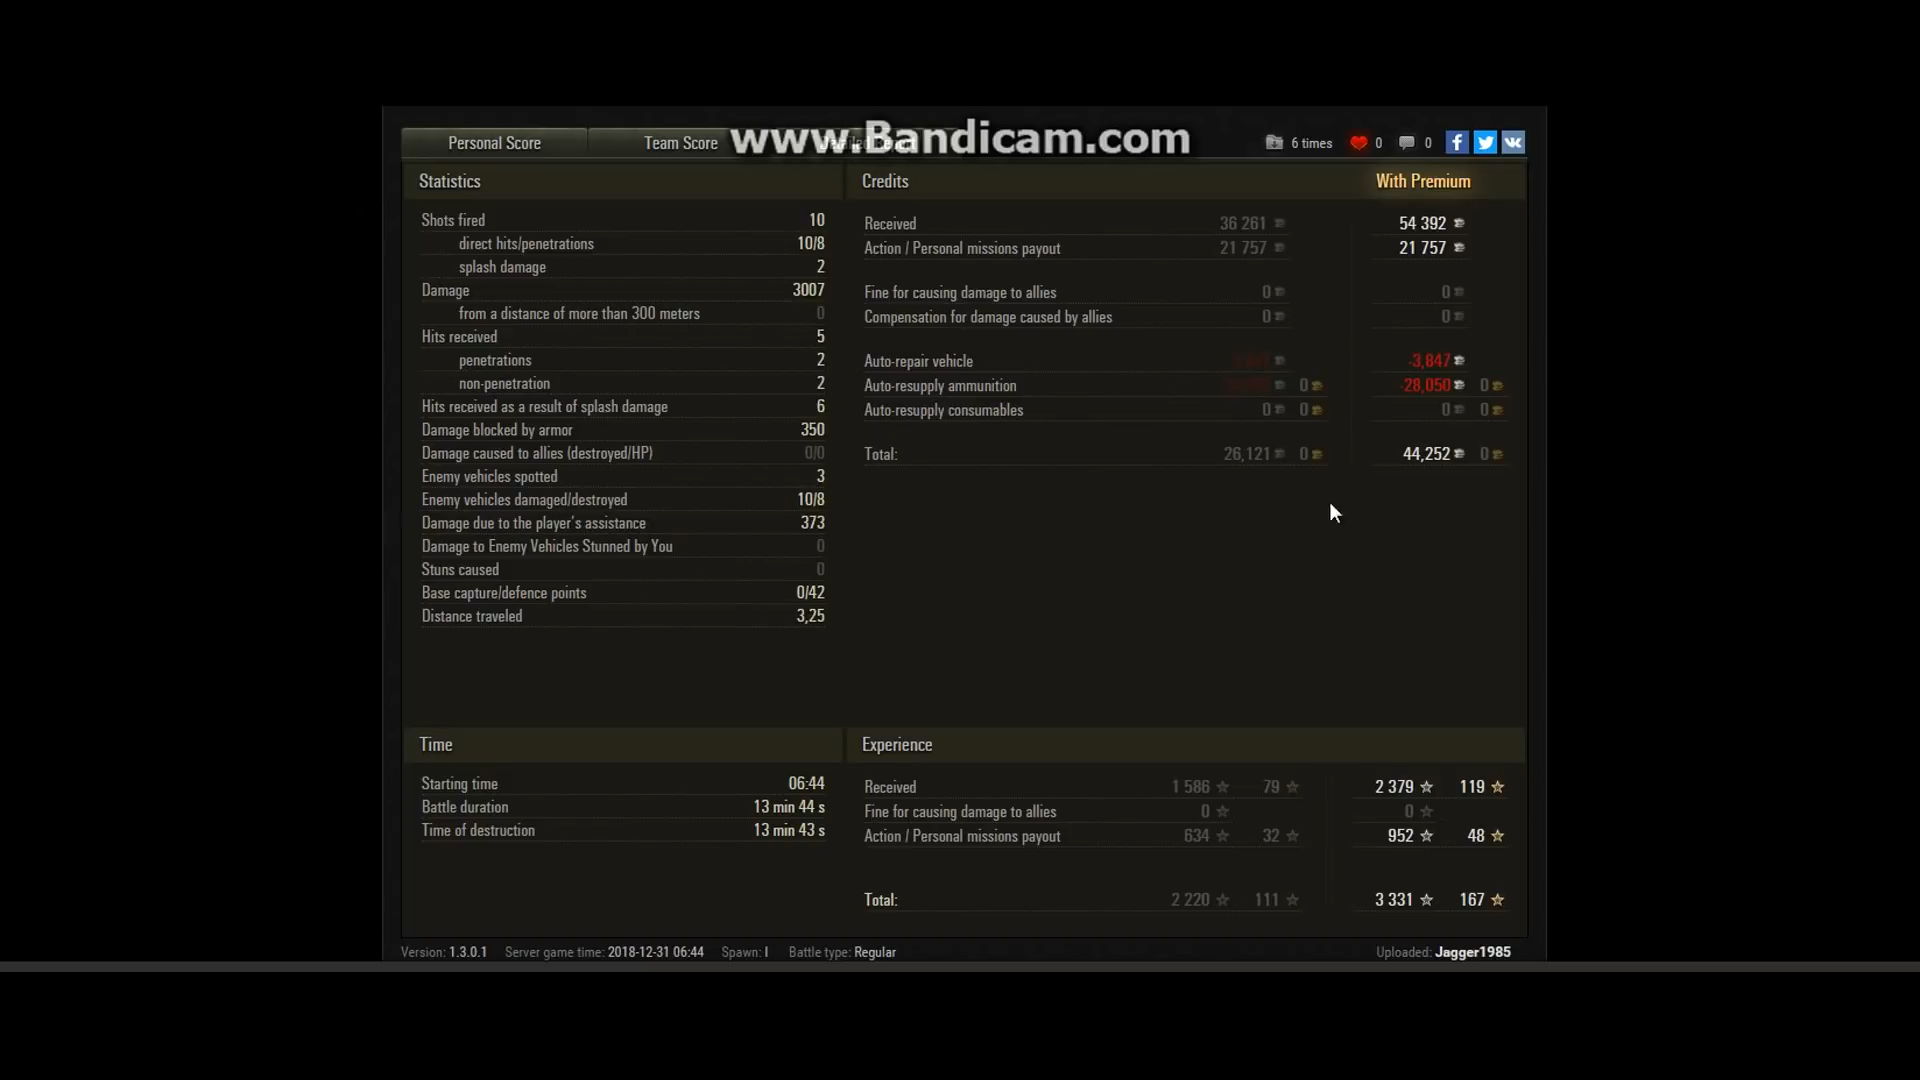 www.Bandicam.com
Personal Score
Team Score
6 times
0
0
Statistics
Shots fired 10
direct hits/penetrations 10/8
splash damage 2
Damage 3007
from a distance of more than 300 meters 0
Hits received 5
penetrations 2
non-penetration 2
Hits received as a result of splash damage 6
Damage blocked by armor 350
Damage caused to allies (destroyed/HP) 0/0
Enemy vehicles spotted 3
Enemy vehicles damaged/destroyed 10/8
Damage due to the player's assistance 373
Damage to Enemy Vehicles Stunned by You 0
Stuns caused 0
Base capture/defence points 0/42
Distance traveled 3,25
Credits With Premium
Received 36 261 54 392
Action / Personal missions payout 21 757 21 757
Fine for causing damage to allies 0 0
Compensation for damage caused by allies 0 0
Auto-repair vehicle -3,847
Auto-resupply ammunition 0 -28,050 0
Auto-resupply consumables 0 0 0 0
Total: 26,121 0 44,252 0
Time
Starting time 06:44
Battle duration 13 min 44 s
Time of destruction 13 min 43 s
Experience
Received 1 586 79 2 379 119
Fine for causing damage to allies 0 0
Action / Personal missions payout 634 32 952 48
Total: 2 220 111 3 331 167
Version: 1.3.0.1 Server game time: 2018-12-31 06:44 Spawn: I Battle type: Regular Uploaded: Jagger1985